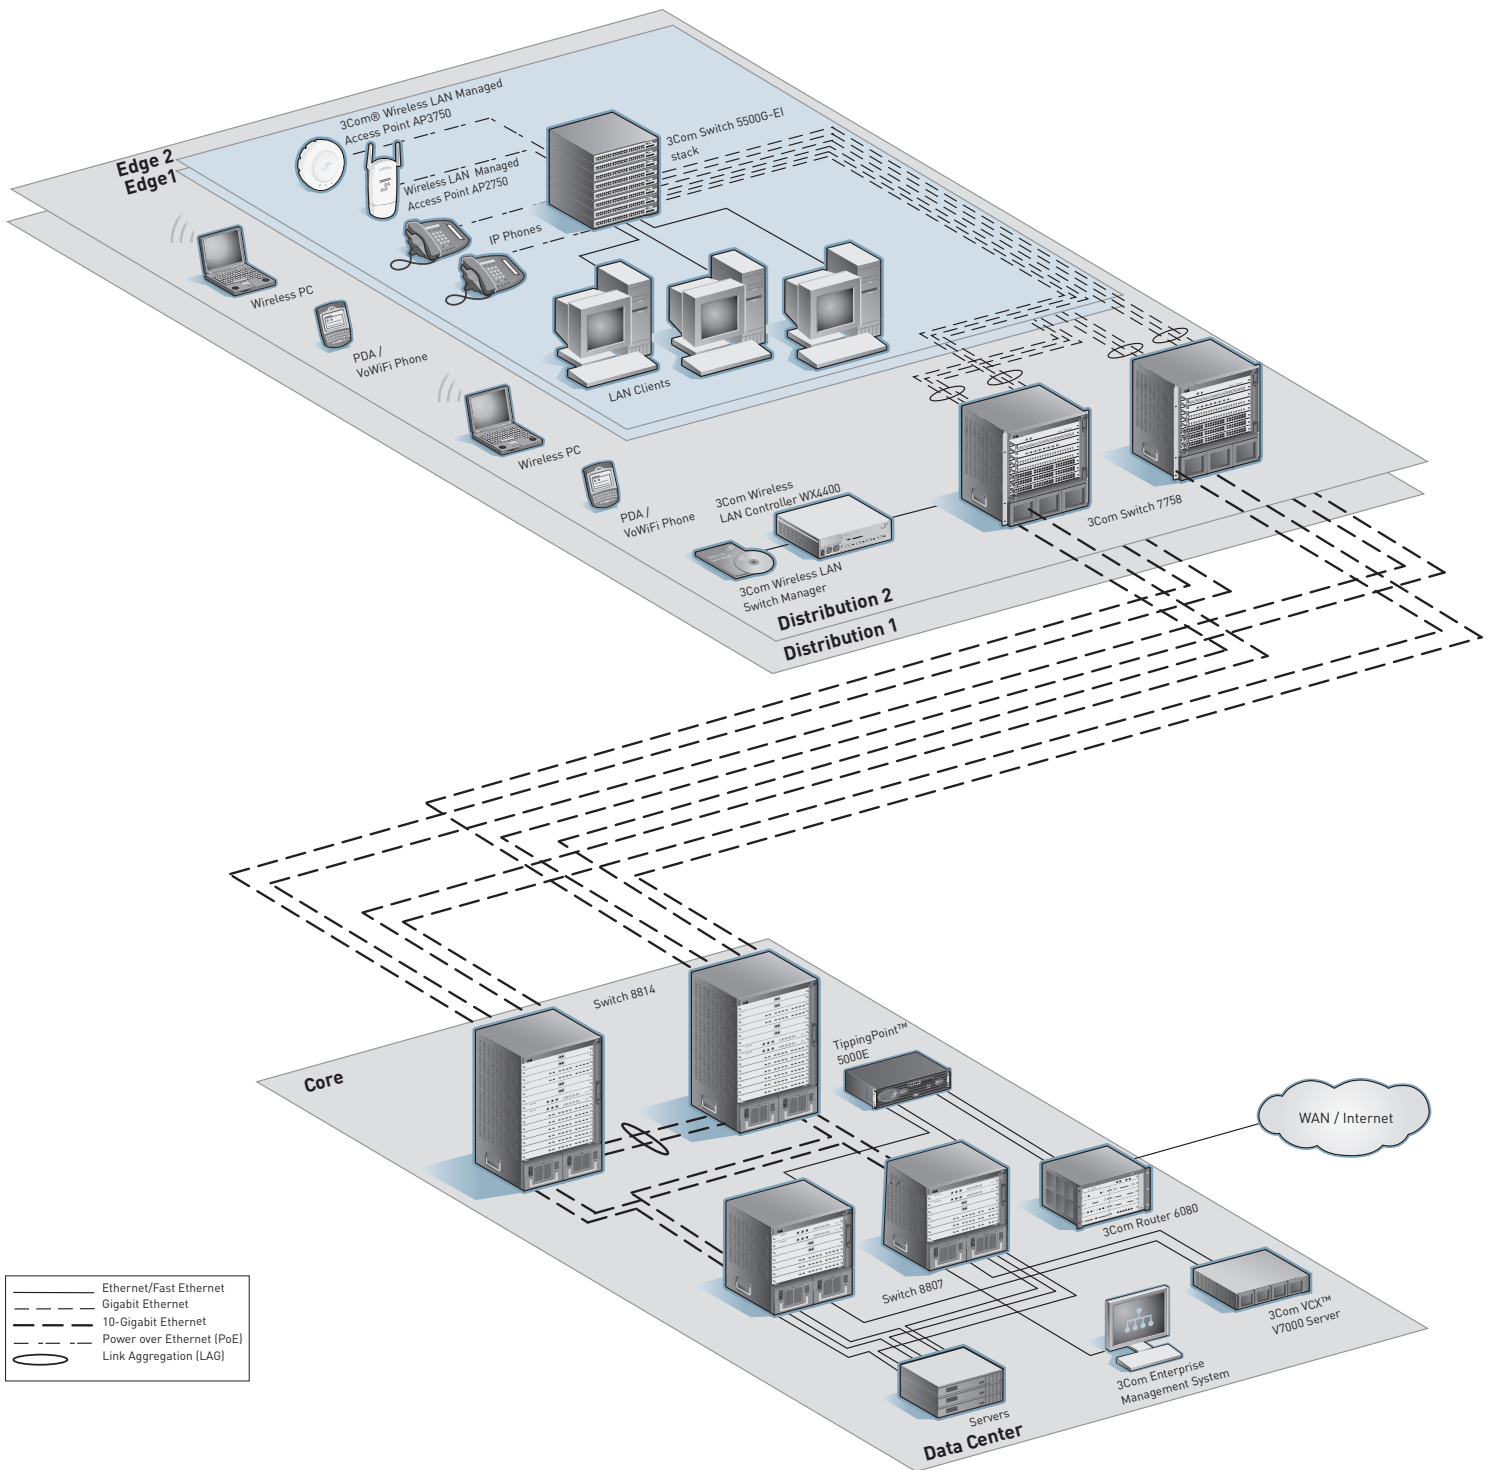 3Com® Wireless LAN Managed
Access Point AP3750
3Com Switch 5500G-EI
stack
Edge 2
Edge1
Wireless LAN Managed
Access Point AP2750
IP Phones
Wireless PC
PDA /
VoWiFi Phone
LAN Clients
Wireless PC
PDA /
VoWiFi Phone
3Com Wireless
LAN Controller WX4400
3Com Switch 7758
3Com Wireless LAN
Switch Manager
Distribution 2
Distribution 1
Switch 8814
Core
TippingPoint™
5000E
WAN / Internet
3Com Router 6080
Switch 8807
3Com VCX™
V7000 Server
3Com Enterprise
Management System
Servers
Data Center
Ethernet/Fast Ethernet
Gigabit Ethernet
10-Gigabit Ethernet
Power over Ethernet (PoE)
Link Aggregation (LAG)